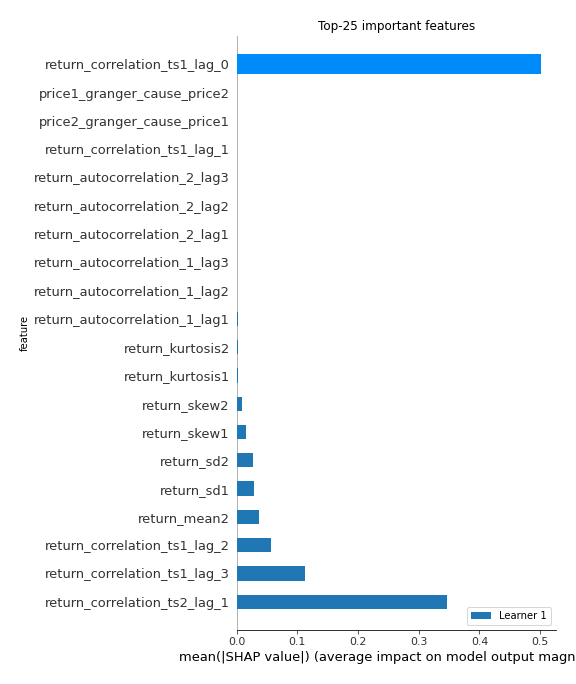 Top-25 important features
return_correlation_ts1_lag_0
price1_granger_cause_price2
price2_granger_cause_price1
return_correlation_ts1_lag_1
return_autocorrelation_2_lag3
return_autocorrelation_2_lag2
return_autocorrelation_2_lag1
return_autocorrelation_1_lag3
return_autocorrelation_1_lag2
return_autocorrelation_1_lag1
feature
return_kurtosis2
return_kurtosis1
return_skew2
return_skew1
return_sd2
return_sd1
return_mean2
return_correlation_ts1_lag_2
return_correlation_ts1_lag_3
return_correlation_ts2_lag_1
Learner 1
0.0 0.1 0.2 0.3 0.4 0.5
mean(|SHAP value|) (average impact on model output magn